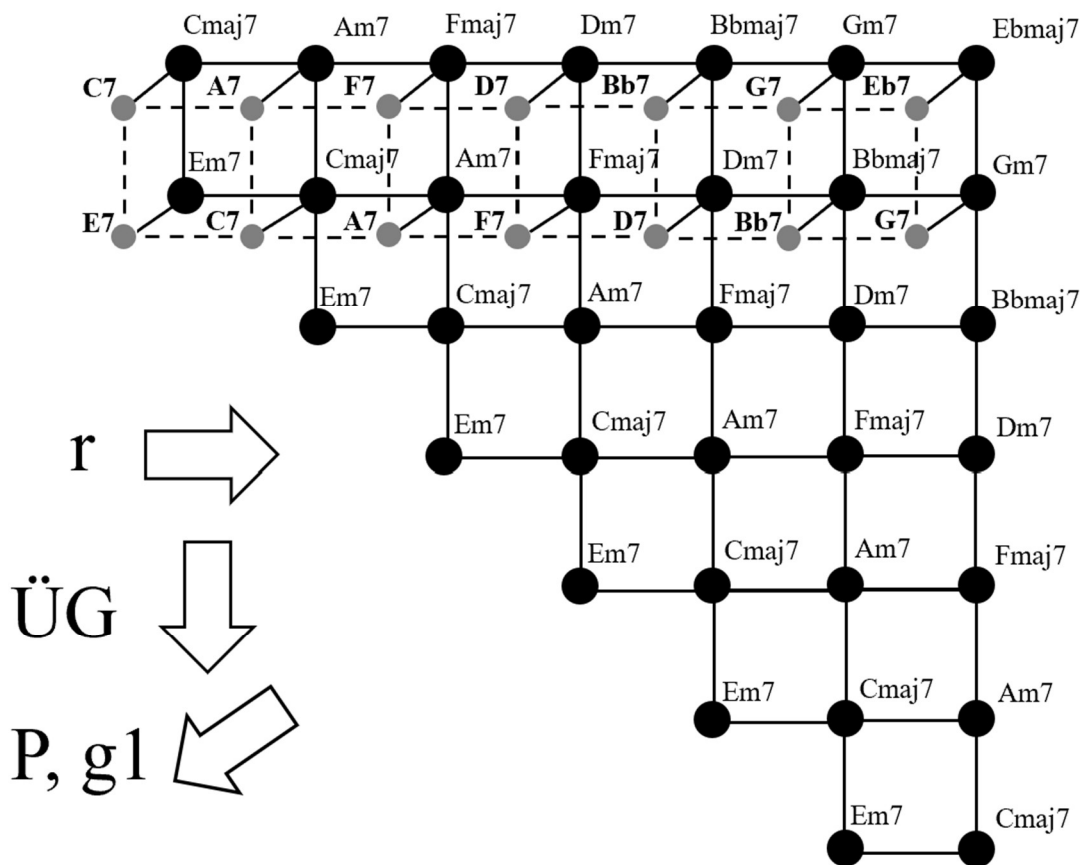 Cmaj7 Am7 Fmaj7 Dm7 Bbmaj7 Gm7 Ebmaj7
C7 A7 F7 D7 Bb7 G7 Eb7
Em7 Cmaj7 Am7 Fmaj7 Dm7 Bbmaj7 Gm7
E7 C7 A7 F7 D7 Bb7 G7
Em7 Cmaj7 Am7 Fmaj7 Dm7 Bbmaj7
r Em7 Cmaj7 Am7 Fmaj7 Dm7
Em7 Cmaj7 Am7 Fmaj7
ÜG
Em7 Cmaj7 Am7
P, g1
Em7 Cmaj7